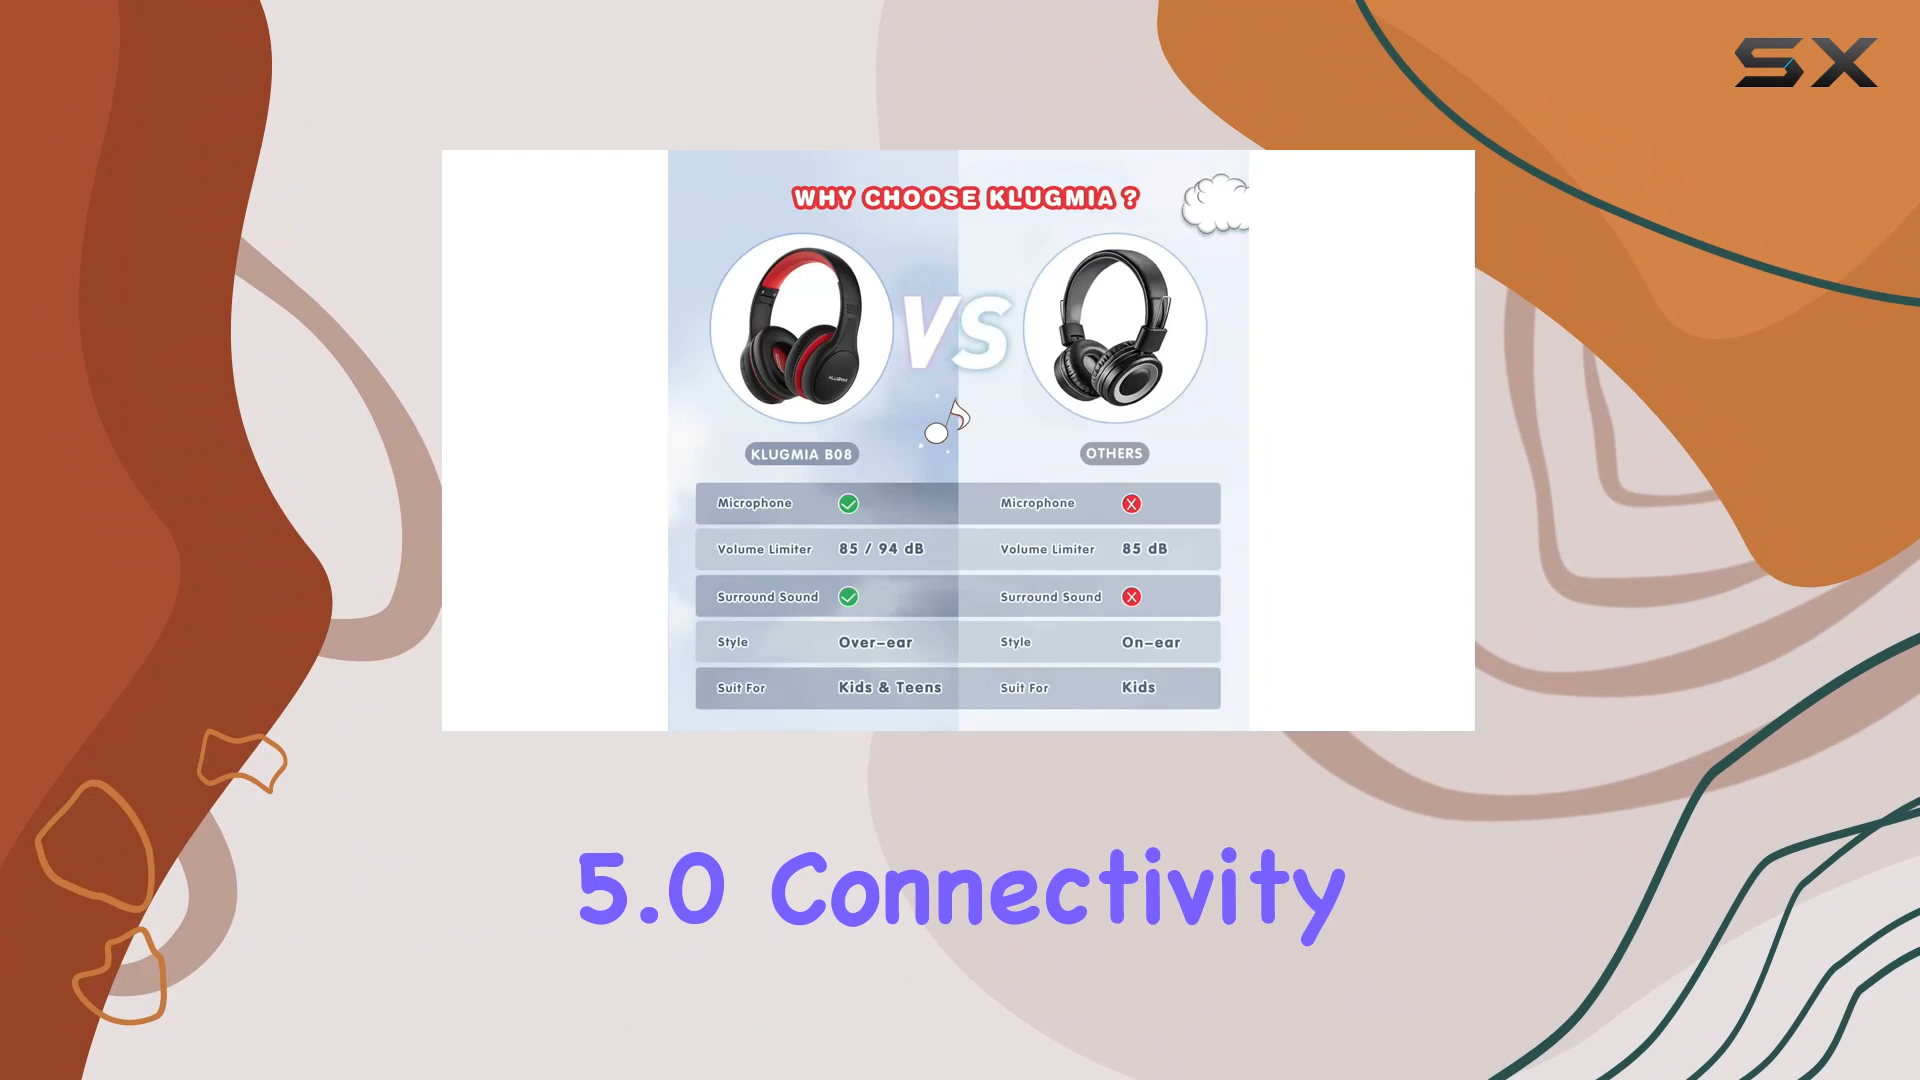 SX
WHY CHOOSE KLUGMIA ?
VS
KLUGMIA
KLUGMIA B08
OTHERS
Microphone Microphone
Volume Limiter 85 / 94 dB Volume Limiter 85 dB
Surround Sound Surround Sound
Style Over-ear Style On-ear
Suit For Kids & Teens Suit For Kids
5.0 Connectivity